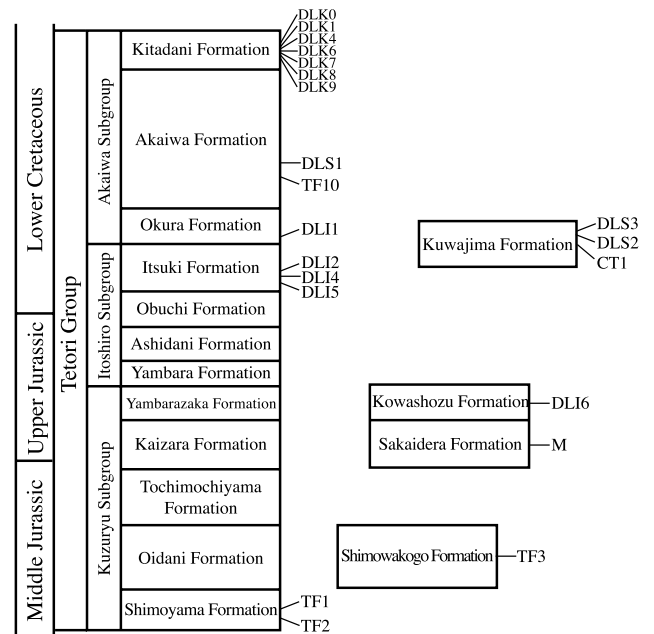 DLK0
DLK1
DLK4
DLK6
DLK7
DLK8
DLK9
Kitadani Formation
Akaiwa Formation
DLS1
TF10
Okura Formation
DLI1
Itsuki Formation
DLI2
DLI4
DLI5
Obuchi Formation
Ashidani Formation
Yambara Formation
Yambarazaka Formation
Kaizara Formation
Tochimochiyama
Formation
Oidani Formation
Shimoyama Formation
TF1
TF2
Lower Cretaceous
Upper Jurassic
Middle Jurassic
Tetori Group
Akaiwa Subgroup
Itoshiro Subgroup
Kuzuryu Subgroup
Kuwajima Formation
DLS3
DLS2
CT1
Kowashozu Formation
DLI6
Sakaidera Formation
M
Shimowakogo Formation
TF3